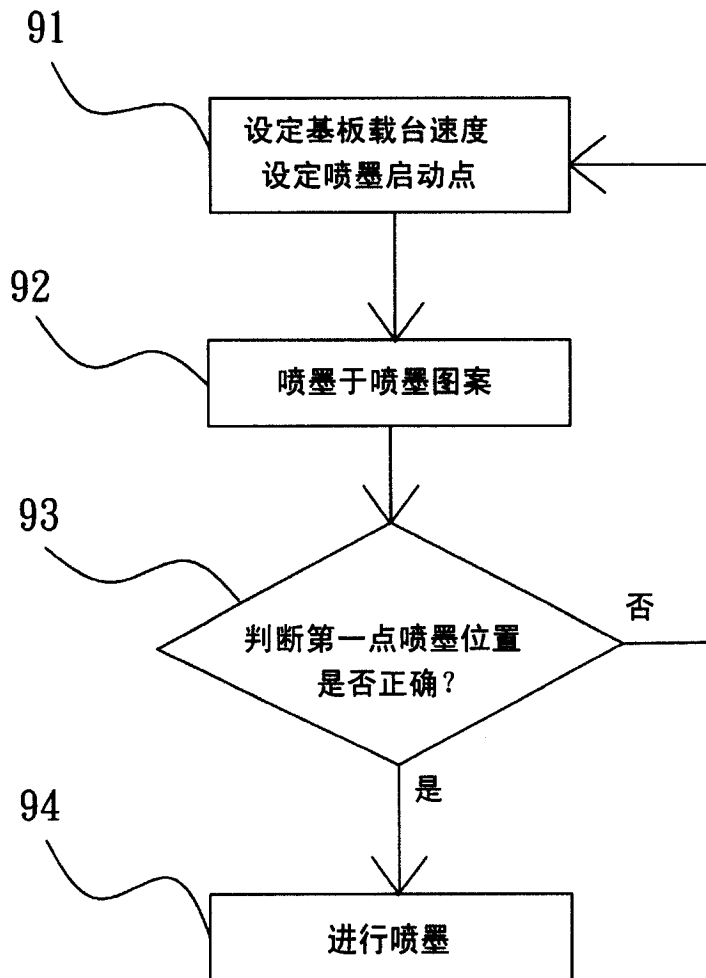 91
设定基板载台速度
设定喷墨启动点
92
喷墨于喷墨图案
93
判断第一点喷墨位置
是否正确?
否
是
94
进行喷墨